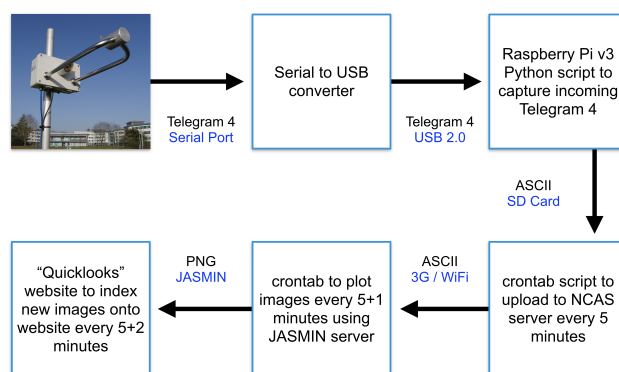 Telegram 4
Serial Port
Serial to USB
converter
Telegram 4
USB 2.0
Raspberry Pi v3
Python script to
capture incoming
Telegram 4
ASCII
SD Card
crontab script to
upload to NCAS
server every 5
minutes
ASCII
3G / WiFi
crontab to plot
images every 5+1
minutes using
JASMIN server
PNG
JASMIN
“Quicklooks”
website to index
new images onto
website every 5+2
minutes